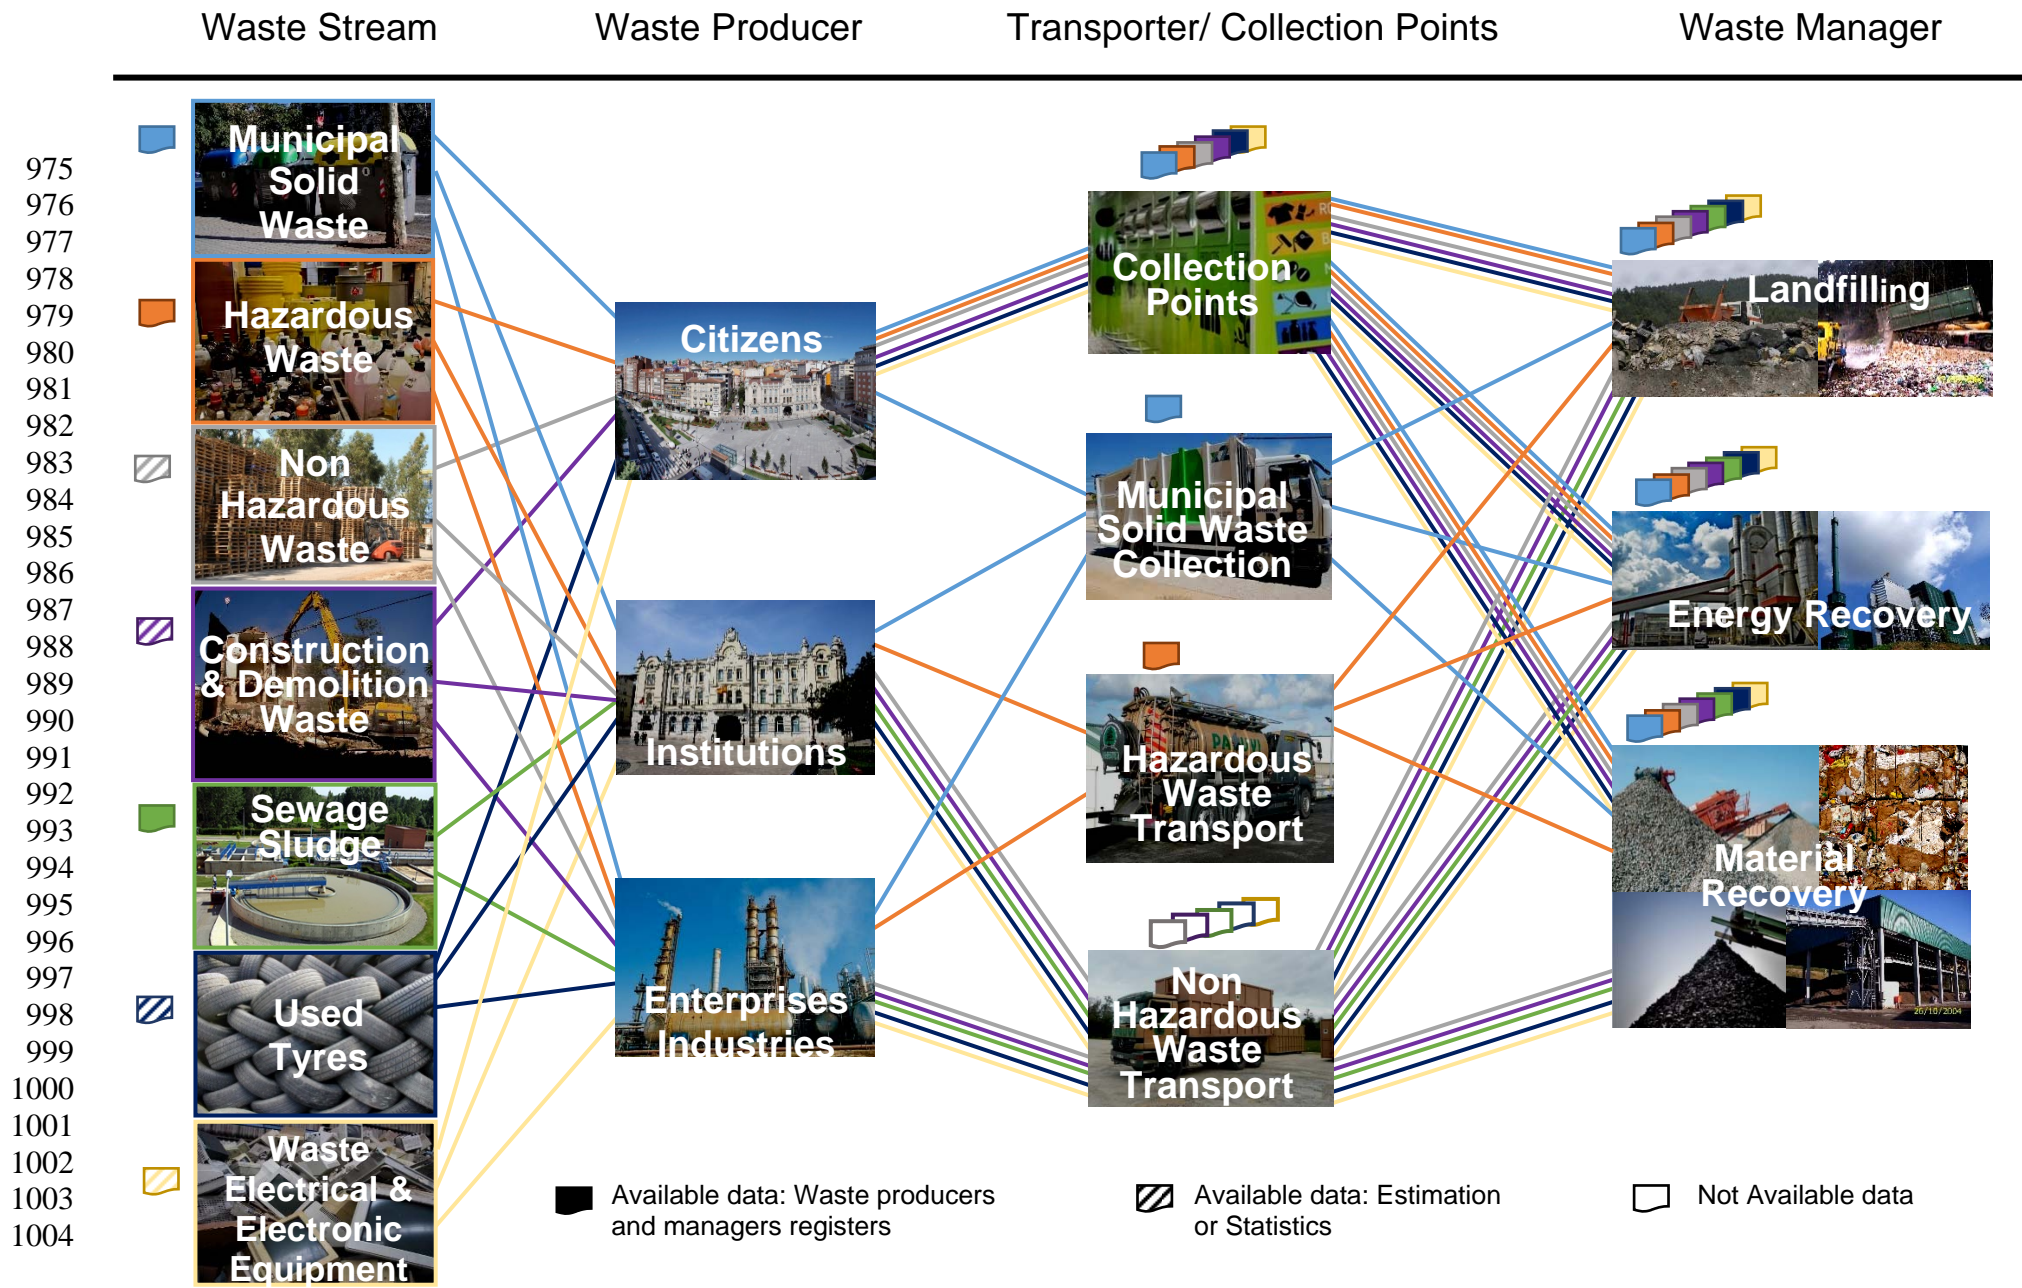 Waste Stream
Waste Producer
Transporter/ Collection Points
Waste Manager
975
976
977
978
979
980
981
982
983
984
985
986
987
988
989
990
991
992
993
994
995
996
997
998
999
1000
1001
1002
1003
1004
Municipal
Solid
Waste
Hazardous
Waste
Non
Hazardous
Waste
Construction
& Demolition
Waste
Sewage
Sludge
Used
Tyres
Waste
Electrical &
Electronic
Equipment
Citizens
Institutions
Enterprises
Industries
Collection
Points
Municipal
Solid Waste
Collection
Hazardous
Waste
Transport
Non
Hazardous
Waste
Transport
Landfilling
Energy Recovery
Material
Recovery
26/10/2004
Available data: Waste producers
and managers registers
Available data: Estimation
or Statistics
Not Available data